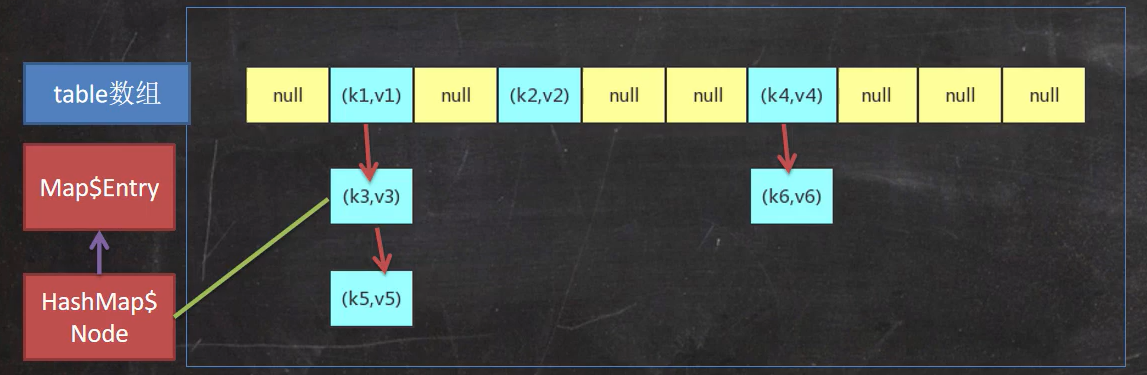 table数组
null
(k1,v1)
null
(k2,v2)
null
null
(k4,v4)
null
null
null
Map$Entry
(k3,v3)
(k6,v6)
HashMap$
Node
(k5,v5)